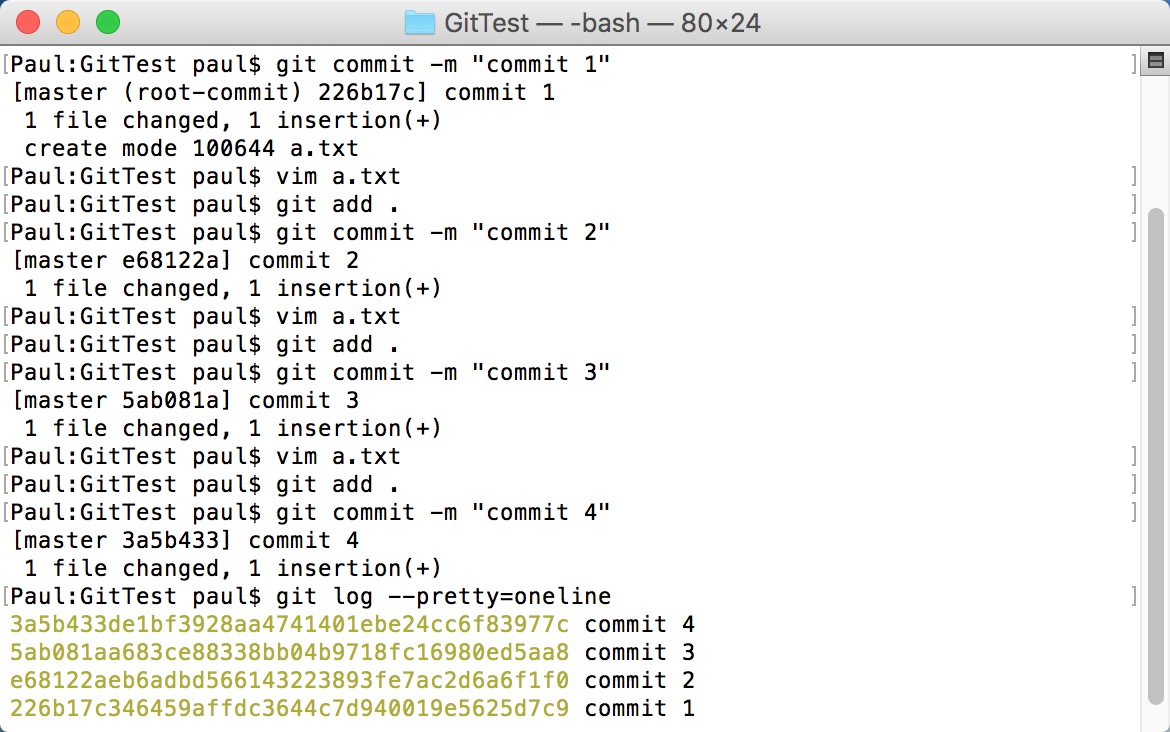 GitTest — -bash — 80×24
[Paul:GitTest paul$ git commit -m "commit 1" ]
[master (root-commit) 226b17c] commit 1
1 file changed, 1 insertion(+)
create mode 100644 a.txt
[Paul:GitTest paul$ vim a.txt ]
[Paul:GitTest paul$ git add . ]
[Paul:GitTest paul$ git commit -m "commit 2" ]
[master e68122a] commit 2
1 file changed, 1 insertion(+)
[Paul:GitTest paul$ vim a.txt ]
[Paul:GitTest paul$ git add . ]
[Paul:GitTest paul$ git commit -m "commit 3" ]
[master 5ab081a] commit 3
1 file changed, 1 insertion(+)
[Paul:GitTest paul$ vim a.txt ]
[Paul:GitTest paul$ git add . ]
[Paul:GitTest paul$ git commit -m "commit 4" ]
[master 3a5b433] commit 4
1 file changed, 1 insertion(+)
[Paul:GitTest paul$ git log --pretty=oneline ]
3a5b433de1bf3928aa4741401ebe24cc6f83977c commit 4
5ab081aa683ce88338bb04b9718fc16980ed5aa8 commit 3
e68122aeb6adbd566143223893fe7ac2d6a6f1f0 commit 2
226b17c346459affdc3644c7d940019e5625d7c9 commit 1